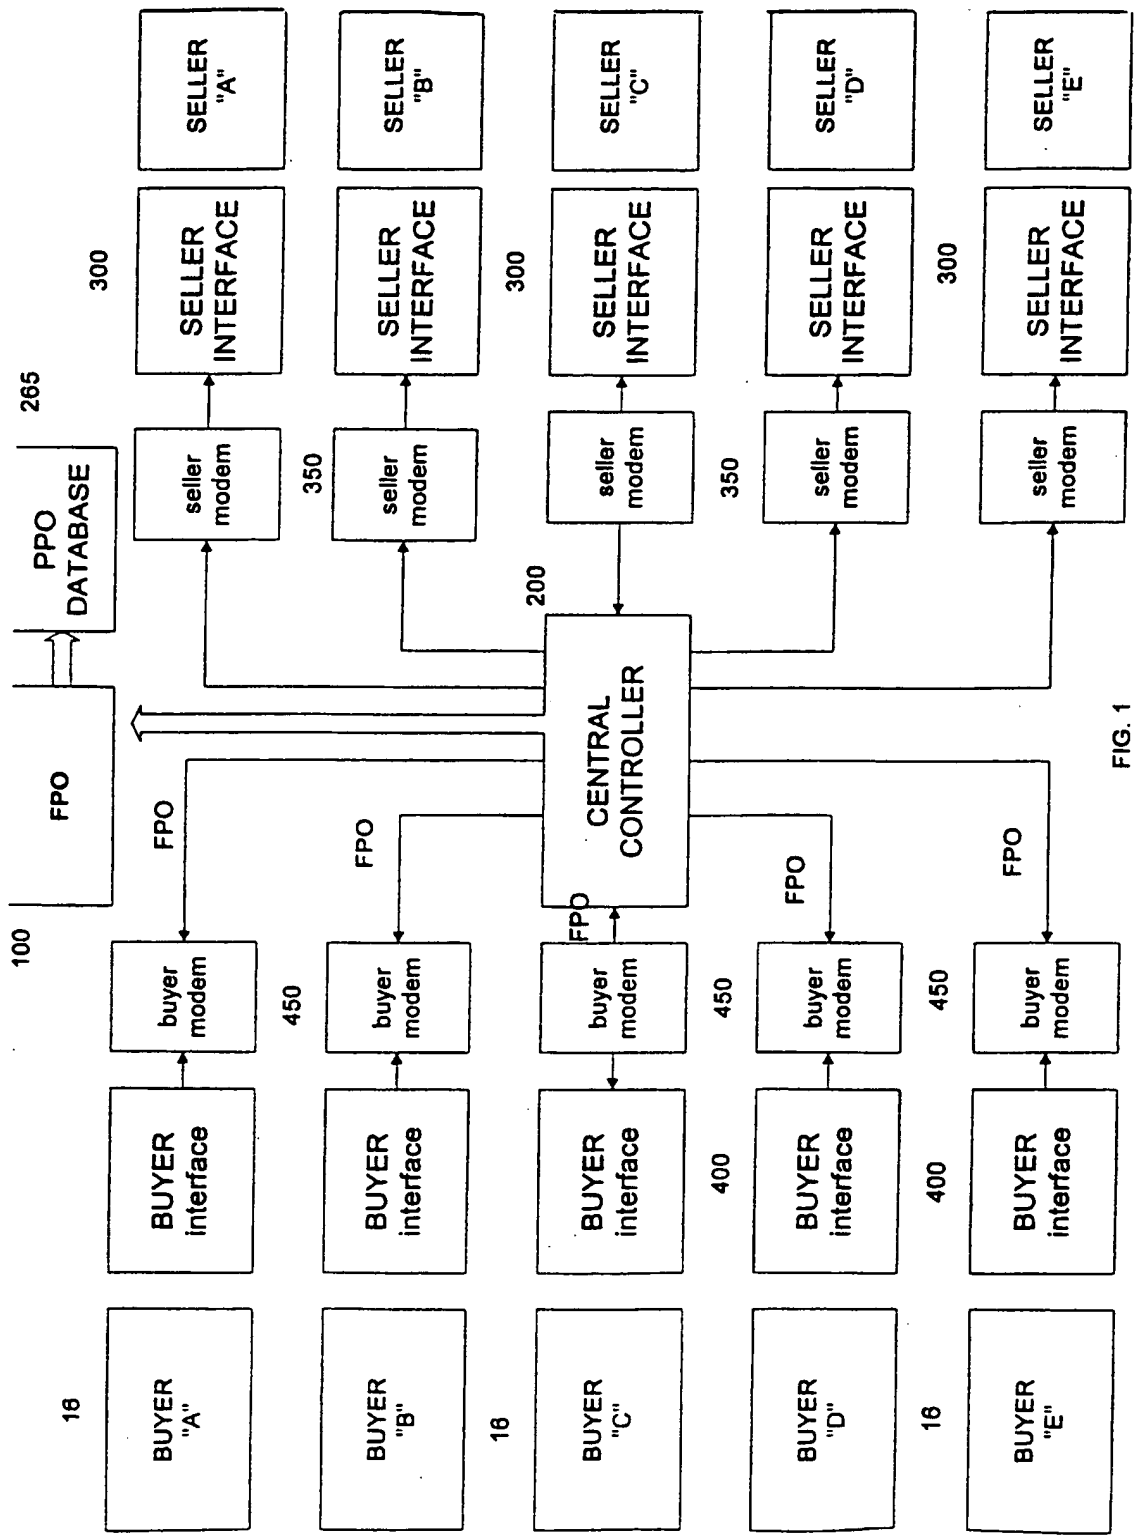 100
FPO
PPO
DATABASE
265
16
BUYER
"A"
BUYER
interface
buyer
modem
FPO
seller
modem
SELLER
INTERFACE
300
SELLER
"A"
450
350
BUYER
"B"
BUYER
interface
buyer
modem
FPO
seller
modem
SELLER
INTERFACE
SELLER
"B"
16
200
300
BUYER
"C"
BUYER
interface
buyer
modem
FPO
CENTRAL
CONTROLLER
seller
modem
SELLER
INTERFACE
SELLER
"C"
400
450
350
BUYER
"D"
BUYER
interface
buyer
modem
FPO
seller
modem
SELLER
INTERFACE
SELLER
"D"
16
400
450
300
BUYER
"E"
BUYER
interface
buyer
modem
FPO
seller
modem
SELLER
INTERFACE
SELLER
"E"
FIG. 1